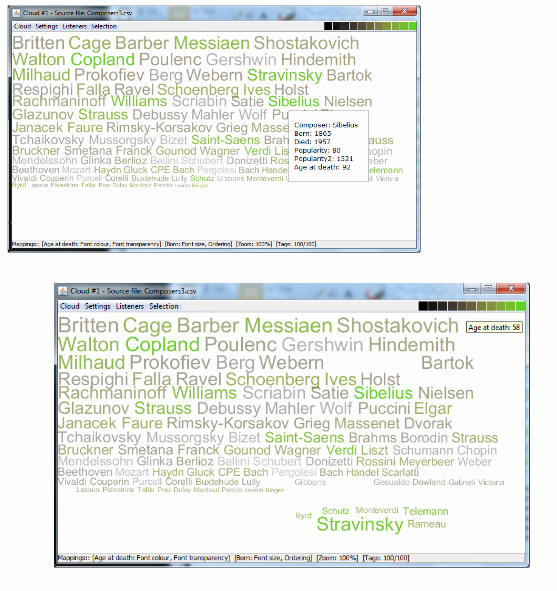 Cloud #1 - Source file: Composers3.csv
Cloud Settings Listeners Selection
Britten Cage Barber Messiaen Shostakovich
Walton Copland Poulenc Gershwin Hindemith
Milhaud Prokofiev Berg Webern Stravinsky Bartok
Respighi Falla Ravel Schoenberg Ives Holst
Rachmaninoff Williams Scriabin Satie Sibelius Nielsen
Glazunov Strauss Debussy Mahler Wolf
Composer: Sibelius
Born: 1865
Died: 1957
Popularity: 80
Popularity2: 1321
Age at death: 92
Janacek Faure Rimsky-Korsakov Grieg
Tchaikovsky Mussorgsky Bizet Saint-Saens
Bruckner Smetana Franck Gounod Wagner Verdi
Mendelssohn Glinka Berlioz Bellini Schubert Donizetti
Beethoven Mozart Haydn Gluck CPE Bach Pergolesi Bach Telemann
Vivaldi Couperin Purcell Corelli Buxtehude Lully Schutz Gibbons Monteverdi Victoria
Byrd Lassus Palestrina Tallis Prez Dufay Machaut Perotin Leonin Bingen
Mappings:: [Age at death: Font colour, Font transparency] [Born: Font size, Ordering] [Zoom: 100%] [Tags: 100/100]
Cloud #1 - Source file: Composers3.csv
Cloud Settings Listeners Selection
Britten Cage Barber Messiaen Shostakovich
Age at death: 58
Walton Copland Poulenc Gershwin Hindemith
Milhaud Prokofiev Berg Webern Bartok
Respighi Falla Ravel Schoenberg Ives Holst
Rachmaninoff Williams Scriabin Satie Sibelius Nielsen
Glazunov Strauss Debussy Mahler Wolf Puccini Elgar
Janacek Faure Rimsky-Korsakov Grieg Massenet Dvorak
Tchaikovsky Mussorgsky Bizet Saint-Saens Brahms Borodin Strauss
Bruckner Smetana Franck Gounod Wagner Verdi Liszt Schumann Chopin
Mendelssohn Glinka Berlioz Bellini Schubert Donizetti Rossini Meyerbeer Weber
Beethoven Mozart Haydn Gluck CPE Bach Pergolesi Bach Handel Scarlatti
Vivaldi Couperin Purcell Corelli Buxtehude Lully Gibbons Gesualdo Dowland Gabrieli Victoria
Lassus Palestrina Tallis Prez Dufay Machaut Perotin Leonin Bingen
Byrd Schutz Monteverdi Telemann
Stravinsky Rameau
Mappings:: [Age at death: Font colour, Font transparency] [Born: Font size, Ordering] [Zoom: 100%] [Tags: 100/100]